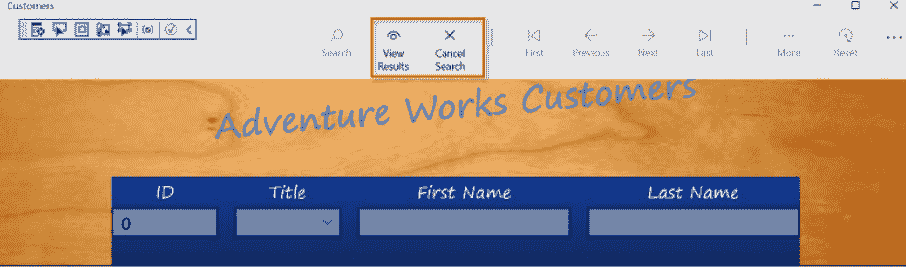 Customers
Search
View Results
Cancel Search
First
Previous
Next
Last
More
Reset
Adventure Works Customers
ID
Title
First Name
Last Name
0